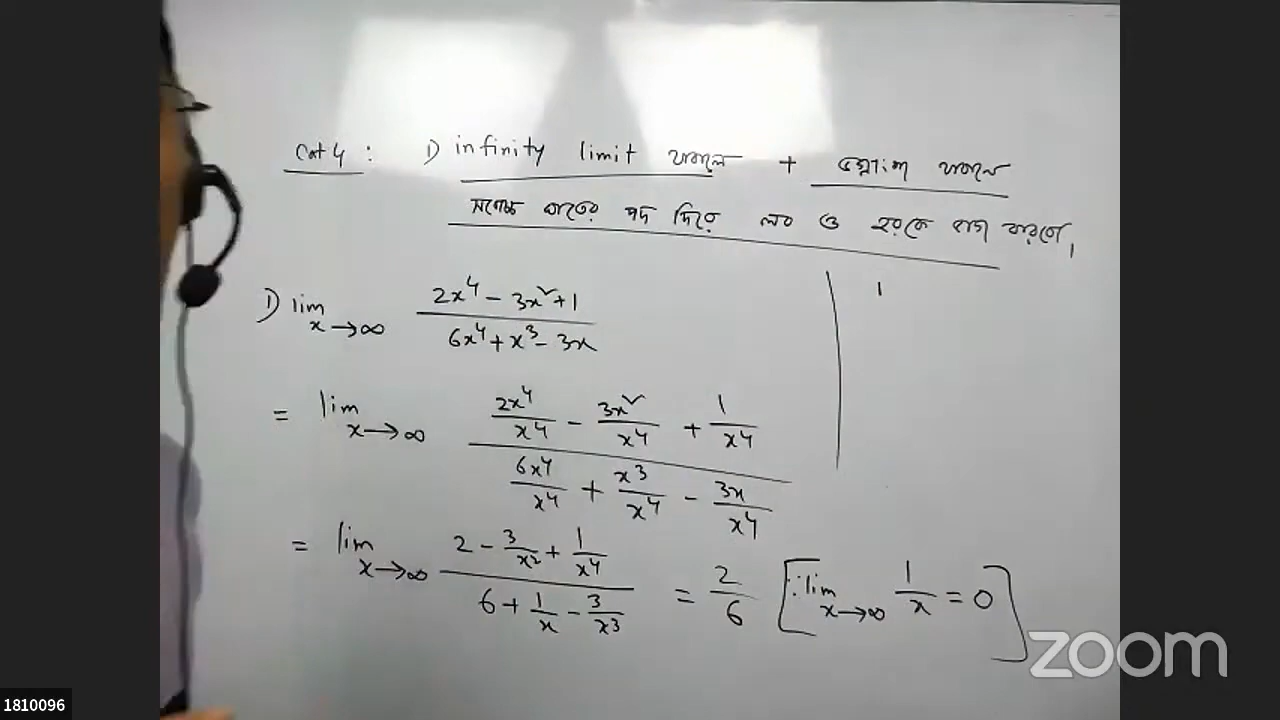 Cat 4 : 1) infinity limit থাকলে + ভগ্নাংশ থাকলে
সর্বোচ্চ ঘাতের পদ দিয়ে লব ও হরকে ভাগ করবো।
1) lim x→∞ (2x⁴ - 3x² + 1) / (6x⁴ + x³ - 3x)
= lim x→∞ (2x⁴/x⁴ - 3x²/x⁴ + 1/x⁴) / (6x⁴/x⁴ + x³/x⁴ - 3x/x⁴)
= lim x→∞ (2 - 3/x² + 1/x⁴) / (6 + 1/x - 3/x³) = 2/6 [∵ lim x→∞ 1/x = 0]
zoom
1810096